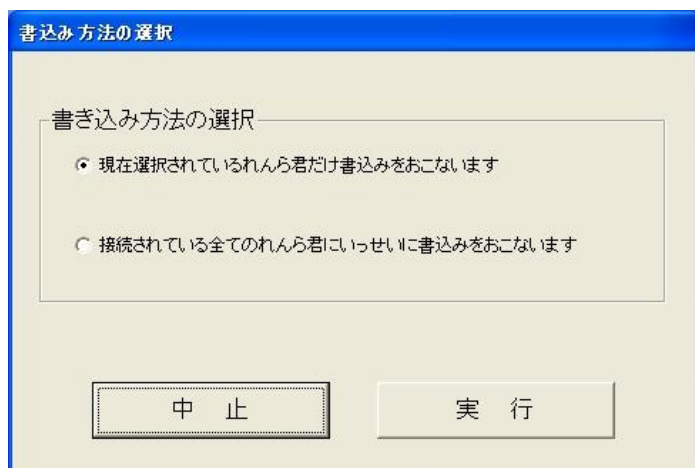 書込み方法の選択
書き込み方法の選択
現在選択されているれんら君だけ書込みをおこないます
接続されている全てのれんら君にいっせいに書込みをおこないます
中 止
実 行